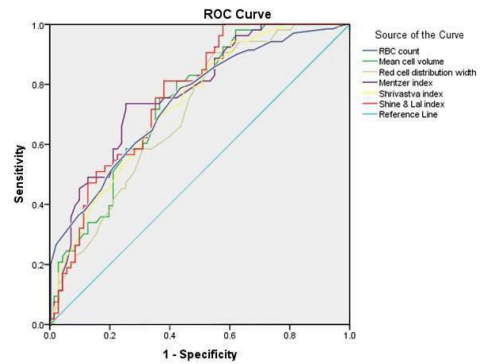 ROC Curve
Source of the Curve
RBC count
Mean cell volume
Red cell distribution width
Mentzer index
Shrivastva index
Shine & Lal index
Reference Line
Sensitivity
1.0
0.8
0.6
0.4
0.2
0.0
0.0 0.2 0.4 0.6 0.8 1.0
1 - Specificity